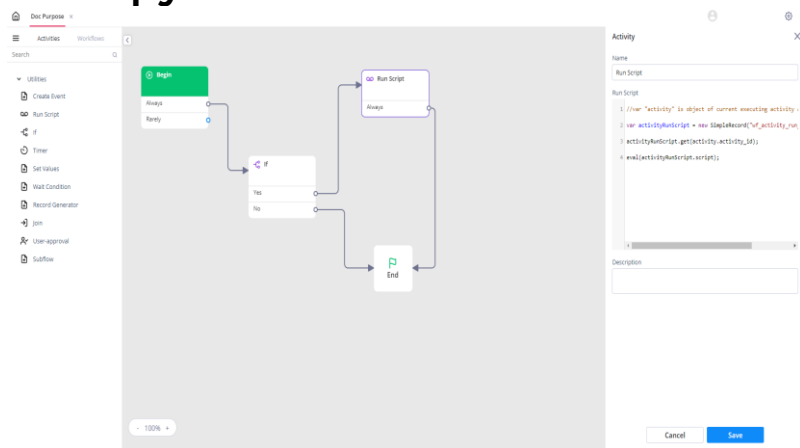 Doc Purpose ×
Activities Workflows
Search
Utilities
Create Event
Run Script
If
Timer
Set Values
Wait Condition
Record Generator
Join
User-approval
Subflow
Begin
Always
Rarely
If
Yes
No
Run Script
Always
End
- 100% +
Activity
Name
Run Script
Run Script
1 //var "activity" is object of current executing activity
2 var activityRunScript = new SimpleRecord("wf_activity_run_
3 activityRunScript.get(activity.activity_id);
4 eval(activityRunScript.script);
Description
Cancel Save